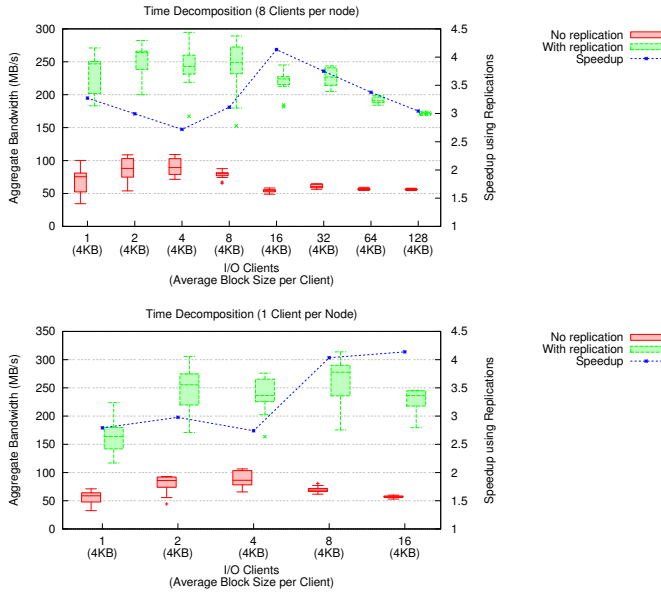 Time Decomposition (8 Clients per node)
Aggregate Bandwidth (MB/s)
300
250
200
150
100
50
0
4.5
4
3.5
3
2.5
2
1.5
1
Speedup using Replications
No replication
With replication
Speedup
1 2 4 8 16 32 64 128
(4KB) (4KB) (4KB) (4KB) (4KB) (4KB) (4KB) (4KB)
I/O Clients
(Average Block Size per Client)
Time Decomposition (1 Client per Node)
Aggregate Bandwidth (MB/s)
350
300
250
200
150
100
50
0
4.5
4
3.5
3
2.5
2
1.5
1
Speedup using Replications
No replication
With replication
Speedup
1 2 4 8 16
(4KB) (4KB) (4KB) (4KB) (4KB)
I/O Clients
(Average Block Size per Client)